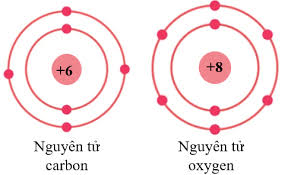 +6
+8
Nguyên tử
carbon
Nguyên tử
oxygen